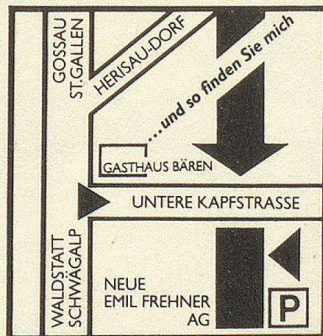 GOSSAU
ST.GALLEN
HERISAU-DORF
...und so finden Sie mich
GASTHAUS BÄREN
UNTERE KAPFSTRASSE
WALDSTATT
SCHWÄGALP
NEUE
EMIL FREHNER
AG
P